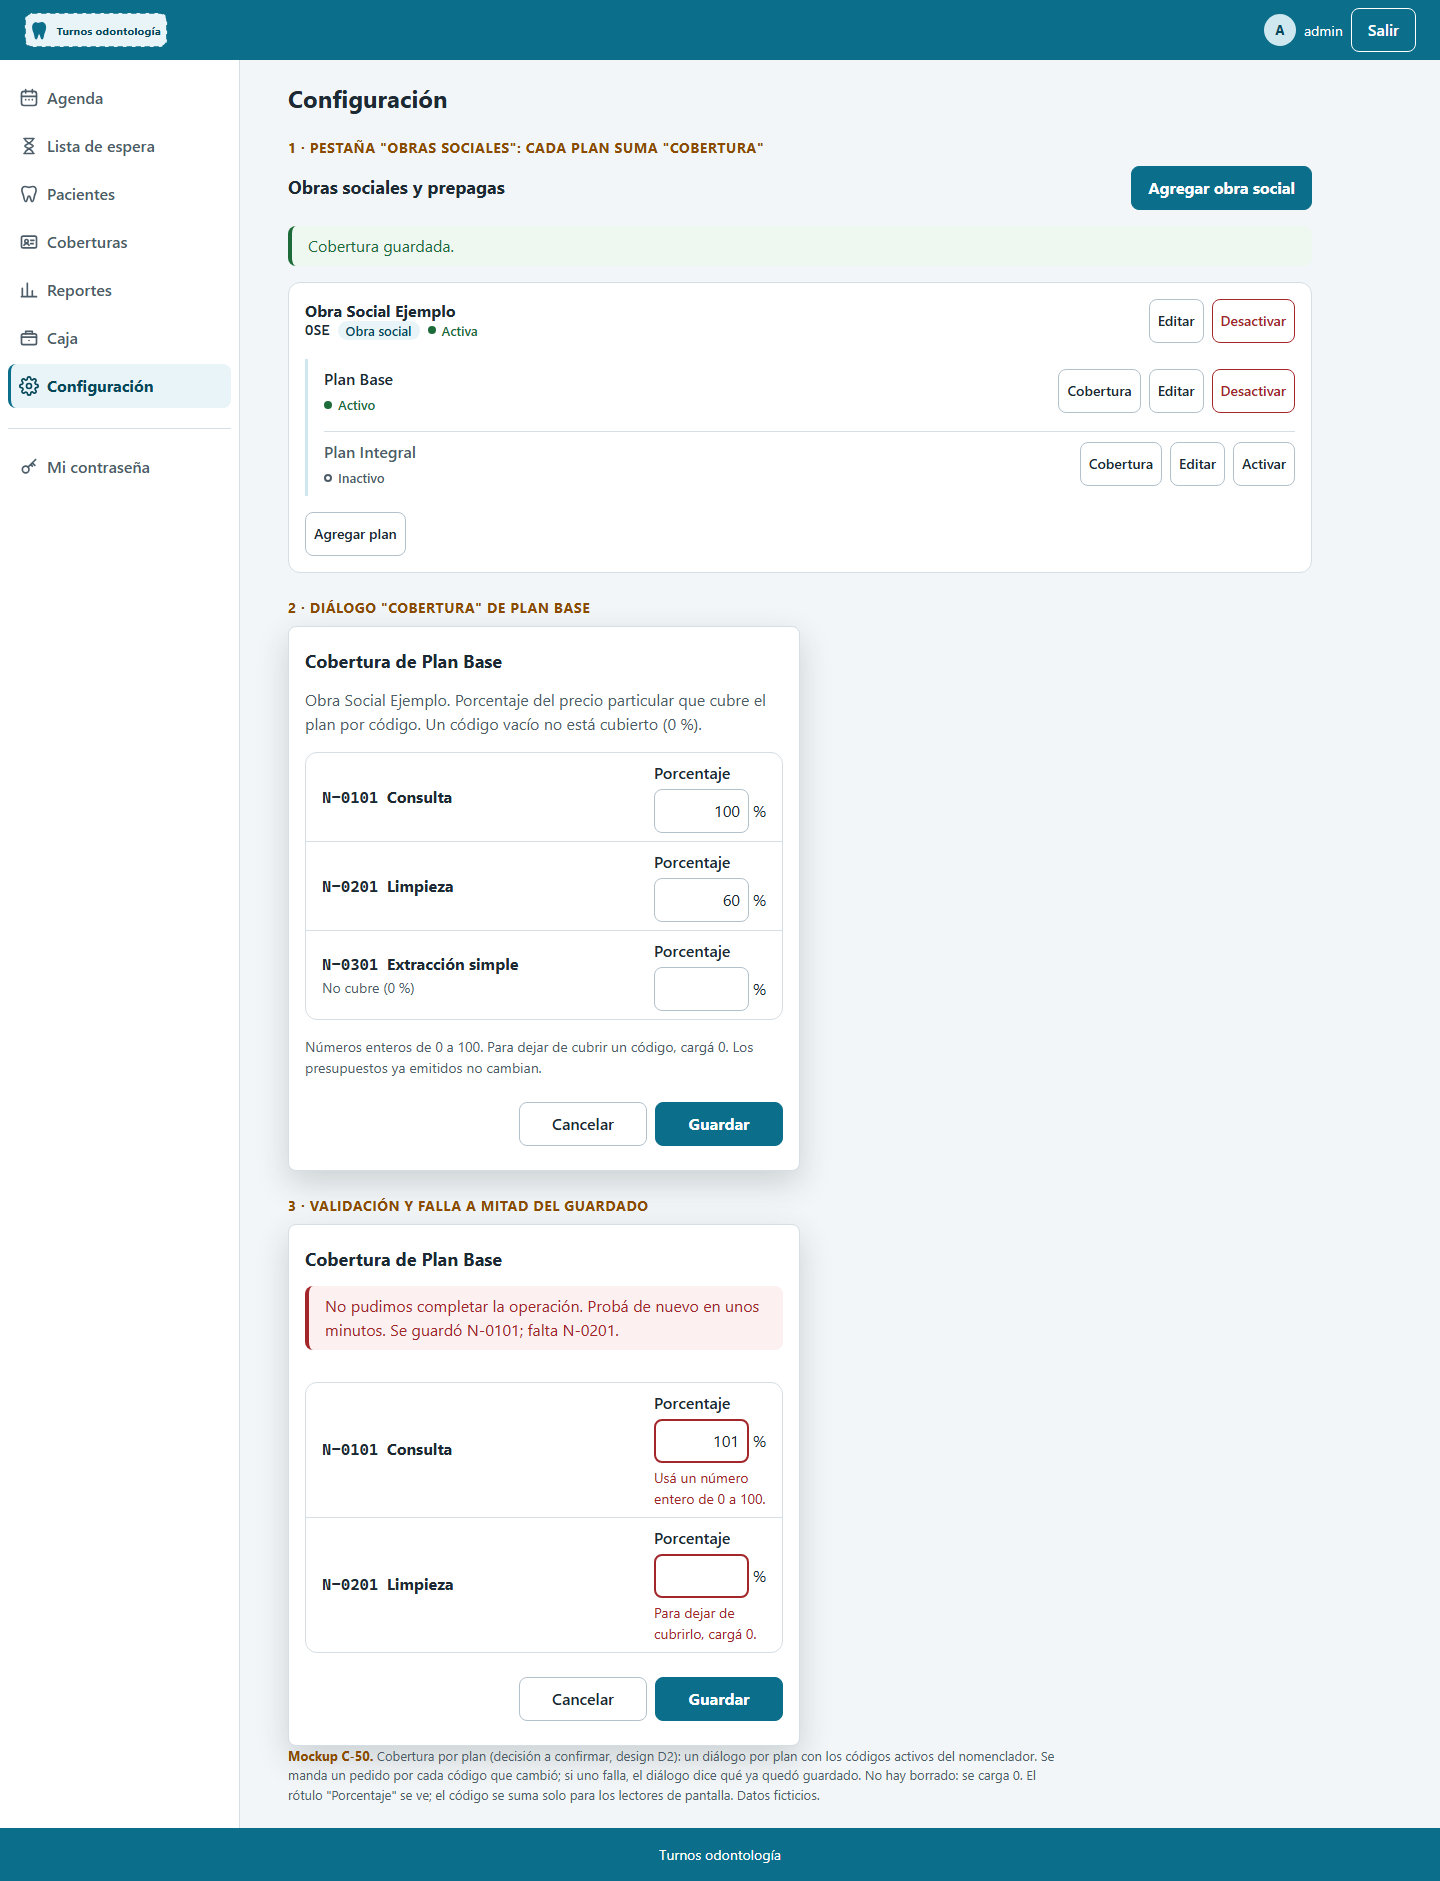 Turnos odontología
A admin Salir
Agenda
Lista de espera
Pacientes
Coberturas
Reportes
Caja
Configuración
Mi contraseña
Configuración
1 · PESTAÑA "OBRAS SOCIALES": CADA PLAN SUMA "COBERTURA"
Obras sociales y prepagas Agregar obra social
Cobertura guardada.
Obra Social Ejemplo
OSE Obra social Activa
Editar Desactivar
Plan Base
Activo
Cobertura Editar Desactivar
Plan Integral
Inactivo
Cobertura Editar Activar
Agregar plan
2 · DIÁLOGO "COBERTURA" DE PLAN BASE
Cobertura de Plan Base
Obra Social Ejemplo. Porcentaje del precio particular que cubre el
plan por código. Un código vacío no está cubierto (0 %).
Porcentaje
N-0101 Consulta 100 %
Porcentaje
N-0201 Limpieza 60 %
Porcentaje
N-0301 Extracción simple
No cubre (0 %) %
Números enteros de 0 a 100. Para dejar de cubrir un código, cargá 0. Los
presupuestos ya emitidos no cambian.
Cancelar Guardar
3 · VALIDACIÓN Y FALLA A MITAD DEL GUARDADO
Cobertura de Plan Base
No pudimos completar la operación. Probá de nuevo en unos
minutos. Se guardó N-0101; falta N-0201.
Porcentaje
N-0101 Consulta 101 %
Usá un número
entero de 0 a 100.
Porcentaje
N-0201 Limpieza %
Para dejar de
cubrirlo, cargá 0.
Cancelar Guardar
Mockup C-50. Cobertura por plan (decisión a confirmar, design D2): un diálogo por plan con los códigos activos del nomenclador. Se
manda un pedido por cada código que cambió; si uno falla, el diálogo dice qué ya quedó guardado. No hay borrado: se carga 0. El
rótulo "Porcentaje" se ve; el código se suma solo para los lectores de pantalla. Datos ficticios.
Turnos odontología